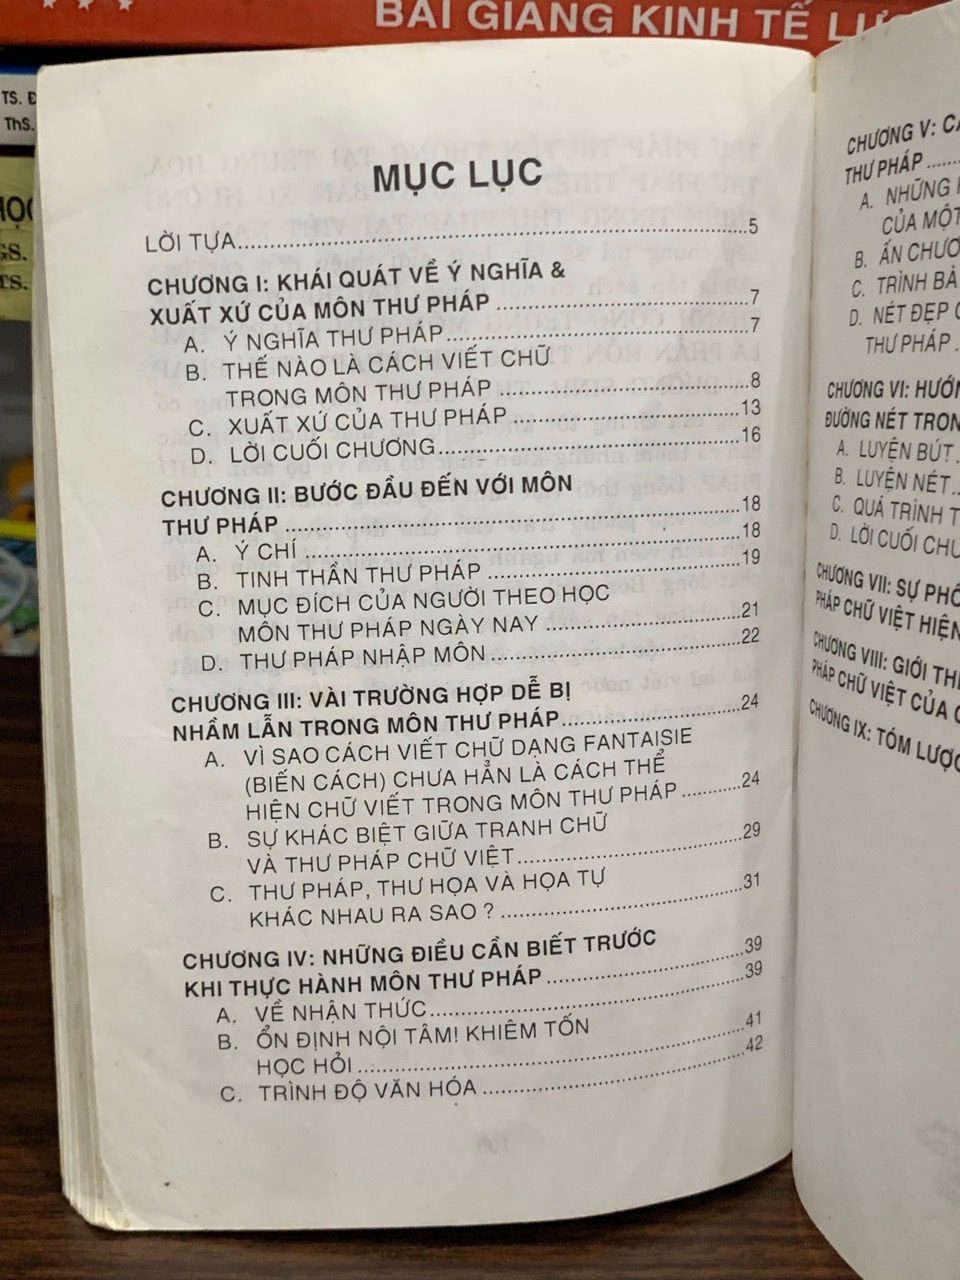 BÀI GIẢNG KINH TẾ
TS.
ThS.
MỤC LỤC
LỜI TỰA..........5
CHƯƠNG I: KHÁI QUÁT VỀ Ý NGHĨA &
XUẤT XỨ CỦA MÔN THƯ PHÁP ..........7
A. Ý NGHĨA THƯ PHÁP..........7
B. THẾ NÀO LÀ CÁCH VIẾT CHỮ
TRONG MÔN THƯ PHÁP ..........8
C. XUẤT XỨ CỦA THƯ PHÁP ..........13
D. LỜI CUỐI CHƯƠNG..........16
CHƯƠNG II: BƯỚC ĐẦU ĐẾN VỚI MÔN
THƯ PHÁP ..........18
A. Ý CHÍ ..........18
B. TINH THẦN THƯ PHÁP ..........19
C. MỤC ĐÍCH CỦA NGƯỜI THEO HỌC
MÔN THƯ PHÁP NGÀY NAY ..........21
D. THƯ PHÁP NHẬP MÔN ..........22
CHƯƠNG III: VÀI TRƯỜNG HỢP DỄ BỊ
NHẦM LẪN TRONG MÔN THƯ PHÁP..........24
A. VÌ SAO CÁCH VIẾT CHỮ DẠNG FANTAISIE
(BIẾN CÁCH) CHƯA HẲN LÀ CÁCH THỂ
HIỆN CHỮ VIẾT TRONG MÔN THƯ PHÁP ..........24
B. SỰ KHÁC BIỆT GIỮA TRANH CHỮ
VÀ THƯ PHÁP CHỮ VIỆT..........29
C. THƯ PHÁP, THƯ HỌA VÀ HỌA TỰ
KHÁC NHAU RA SAO ? ..........31
CHƯƠNG IV: NHỮNG ĐIỀU CẦN BIẾT TRƯỚC
KHI THỰC HÀNH MÔN THƯ PHÁP ..........39
A. VỀ NHẬN THỨC..........39
B. ỔN ĐỊNH NỘI TÂM! KHIÊM TỐN
HỌC HỎI ..........41
C. TRÌNH ĐỘ VĂN HÓA ..........42
CHƯƠNG V:
THƯ PHÁP .....
A. NHỮNG
CỦA MỘT
B. ẤN CHƯƠ
C. TRÌNH BÀ
D. NÉT ĐẸP
THƯ PHÁP .
CHƯƠNG VI: HƯỚN
ĐƯỜNG NÉT TRON
A. LUYỆN BÚT .
B. LUYỆN NÉT ..
C. QUÁ TRÌNH T
D. LỜI CUỐI CHƯ
CHƯƠNG VII: SỰ PHỔ
PHÁP CHỮ VIỆT HIỆN
CHƯƠNG VIII: GIỚI TH
PHÁP CHỮ VIỆT CỦA
CHƯƠNG IX: TÓM LƯỢC